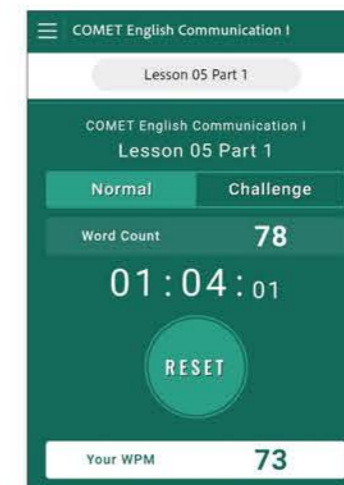 COMET English Communication I
Lesson 05 Part 1
COMET English Communication I
Lesson 05 Part 1
Normal Challenge
Word Count 78
01:04:01
RESET
Your WPM 73